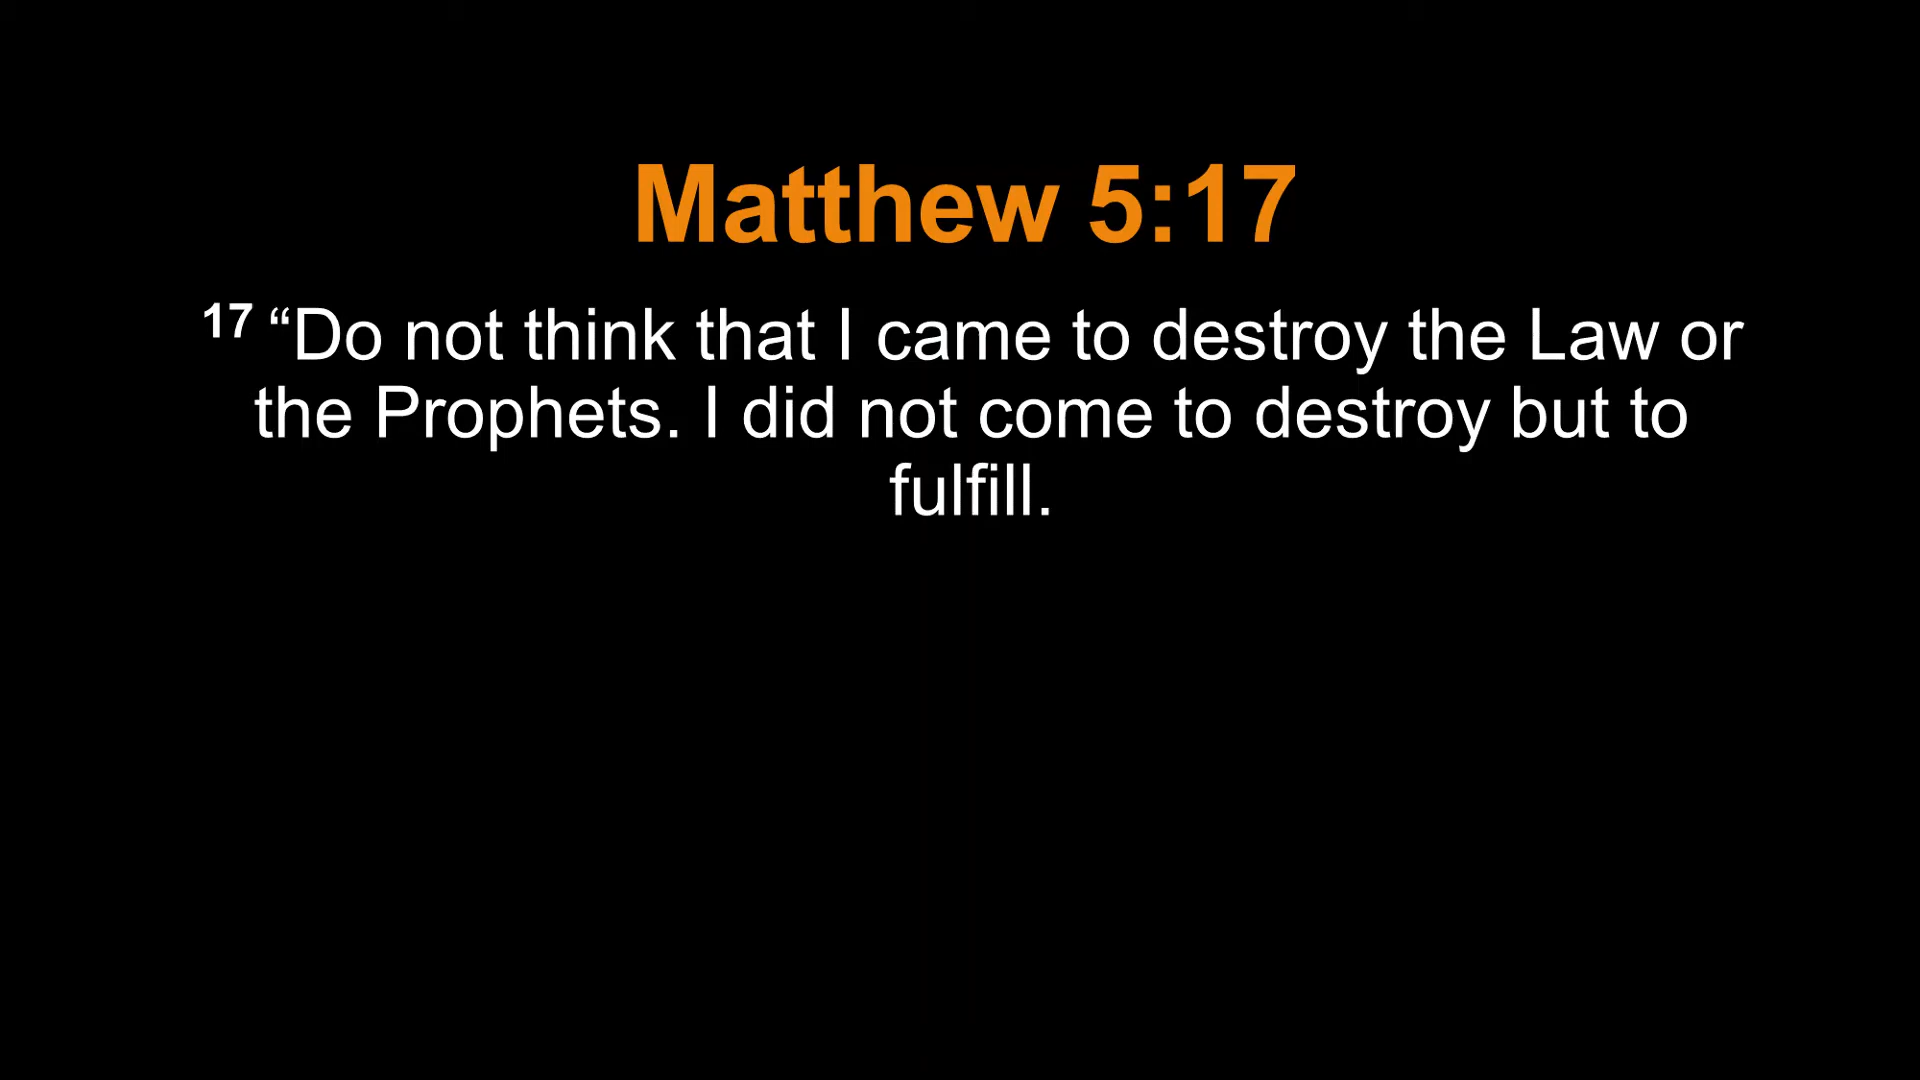 Matthew 5:17
17 “Do not think that I came to destroy the Law or
the Prophets. I did not come to destroy but to
fulfill.